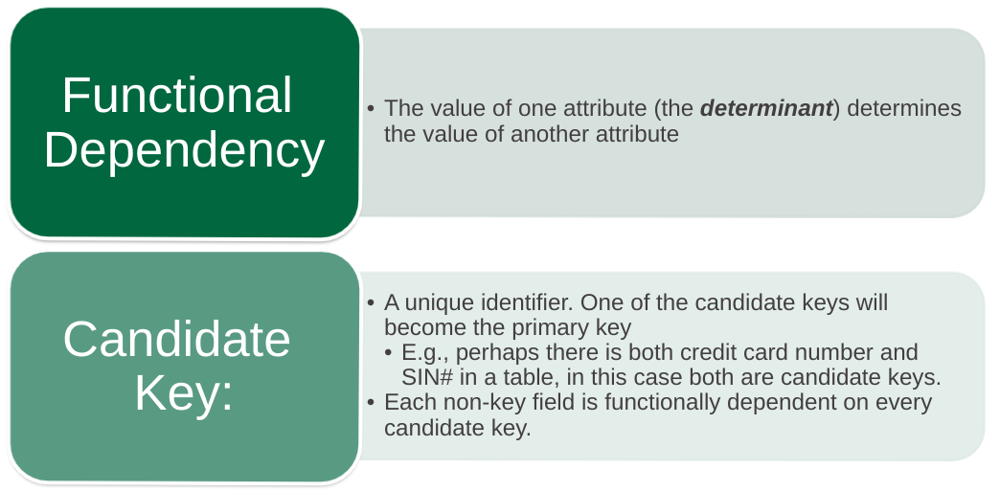 Functional
Dependency
• The value of one attribute (the determinant) determines
the value of another attribute
Candidate
Key:
• A unique identifier. One of the candidate keys will
become the primary key
• E.g., perhaps there is both credit card number and
SIN# in a table, in this case both are candidate keys.
• Each non-key field is functionally dependent on every
candidate key.